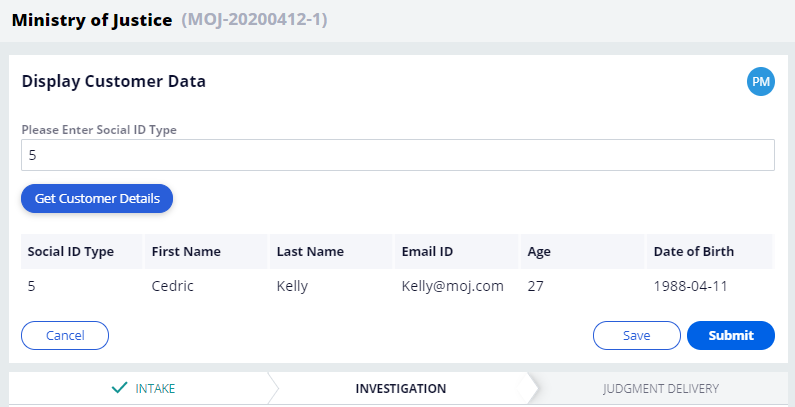 Ministry of Justice (MOJ-20200412-1)
Display Customer Data PM
Please Enter Social ID Type
5
Get Customer Details
Social ID Type First Name Last Name Email ID Age Date of Birth
5 Cedric Kelly Kelly@moj.com 27 1988-04-11
Cancel Save Submit
INTAKE INVESTIGATION JUDGMENT DELIVERY